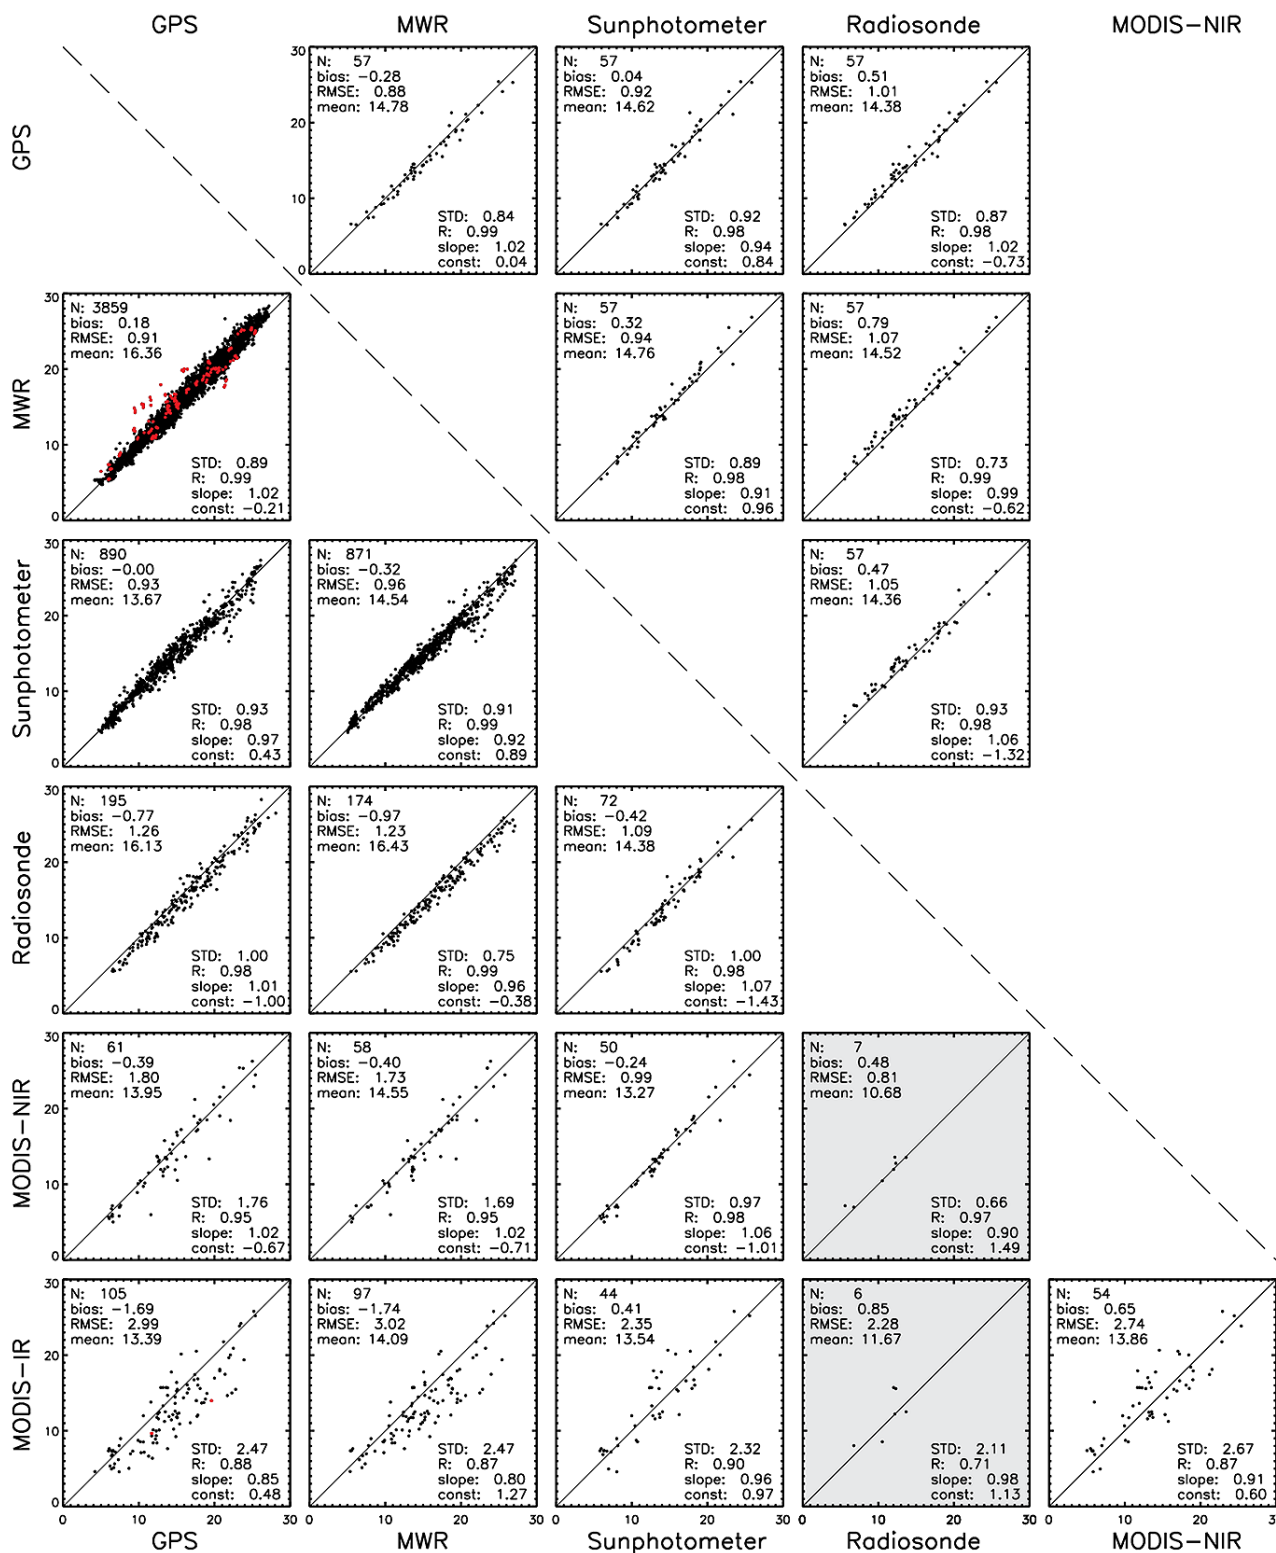 GPS MWR Sunphotometer Radiosonde MODIS−NIR
GPS
30
20
10
0
N: 57
bias: −0.28
RMSE: 0.88
mean: 14.78
STD: 0.84
R: 0.99
slope: 1.02
const: 0.04
N: 57
bias: 0.04
RMSE: 0.92
mean: 14.62
STD: 0.92
R: 0.98
slope: 0.94
const: 0.84
N: 57
bias: 0.51
RMSE: 1.01
mean: 14.38
STD: 0.87
R: 0.98
slope: 1.02
const: −0.73
MWR
30
20
10
0
N: 3859
bias: 0.18
RMSE: 0.91
mean: 16.36
STD: 0.89
R: 0.99
slope: 1.02
const: −0.21
N: 57
bias: 0.32
RMSE: 0.94
mean: 14.76
STD: 0.89
R: 0.98
slope: 0.91
const: 0.96
N: 57
bias: 0.79
RMSE: 1.07
mean: 14.52
STD: 0.73
R: 0.99
slope: 0.99
const: −0.62
Sunphotometer
30
20
10
0
N: 890
bias: −0.00
RMSE: 0.93
mean: 13.67
STD: 0.93
R: 0.98
slope: 0.97
const: 0.43
N: 871
bias: −0.32
RMSE: 0.96
mean: 14.54
STD: 0.91
R: 0.99
slope: 0.92
const: 0.89
N: 57
bias: 0.47
RMSE: 1.05
mean: 14.36
STD: 0.93
R: 0.98
slope: 1.06
const: −1.32
Radiosonde
30
20
10
0
N: 195
bias: −0.77
RMSE: 1.26
mean: 16.13
STD: 1.00
R: 0.98
slope: 1.01
const: −1.00
N: 174
bias: −0.97
RMSE: 1.23
mean: 16.43
STD: 0.75
R: 0.99
slope: 0.96
const: −0.38
N: 72
bias: −0.42
RMSE: 1.09
mean: 14.38
STD: 1.00
R: 0.98
slope: 1.07
const: −1.43
MODIS−NIR
30
20
10
0
N: 61
bias: −0.39
RMSE: 1.80
mean: 13.95
STD: 1.76
R: 0.95
slope: 1.02
const: −0.67
N: 58
bias: −0.40
RMSE: 1.73
mean: 14.55
STD: 1.69
R: 0.95
slope: 1.02
const: −0.71
N: 50
bias: −0.24
RMSE: 0.99
mean: 13.27
STD: 0.97
R: 0.98
slope: 1.06
const: −1.01
N: 7
bias: 0.48
RMSE: 0.81
mean: 10.68
STD: 0.66
R: 0.97
slope: 0.90
const: 1.49
MODIS−IR
30
20
10
0
N: 105
bias: −1.69
RMSE: 2.99
mean: 13.39
STD: 2.47
R: 0.88
slope: 0.85
const: 0.48
N: 97
bias: −1.74
RMSE: 3.02
mean: 14.09
STD: 2.47
R: 0.87
slope: 0.80
const: 1.27
N: 44
bias: 0.41
RMSE: 2.35
mean: 13.54
STD: 2.32
R: 0.90
slope: 0.96
const: 0.97
N: 6
bias: 0.85
RMSE: 2.28
mean: 11.67
STD: 2.11
R: 0.71
slope: 0.98
const: 1.13
N: 54
bias: 0.65
RMSE: 2.74
mean: 13.86
STD: 2.67
R: 0.87
slope: 0.91
const: 0.60
0 10 20 30 0 10 20 30 0 10 20 30 0 10 20 30 0 10 20
GPS MWR Sunphotometer Radiosonde MODIS−NIR